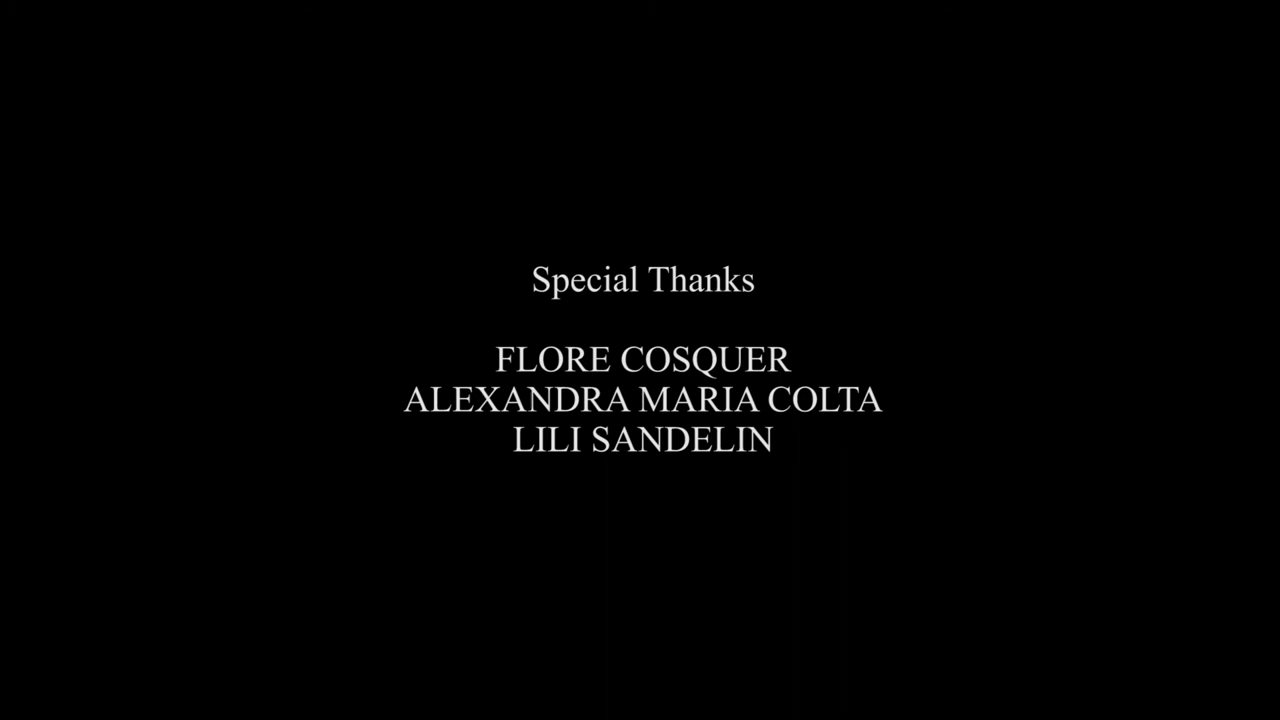 Special Thanks
FLORE COSQUER
ALEXANDRA MARIA COLTA
LILI SANDELIN